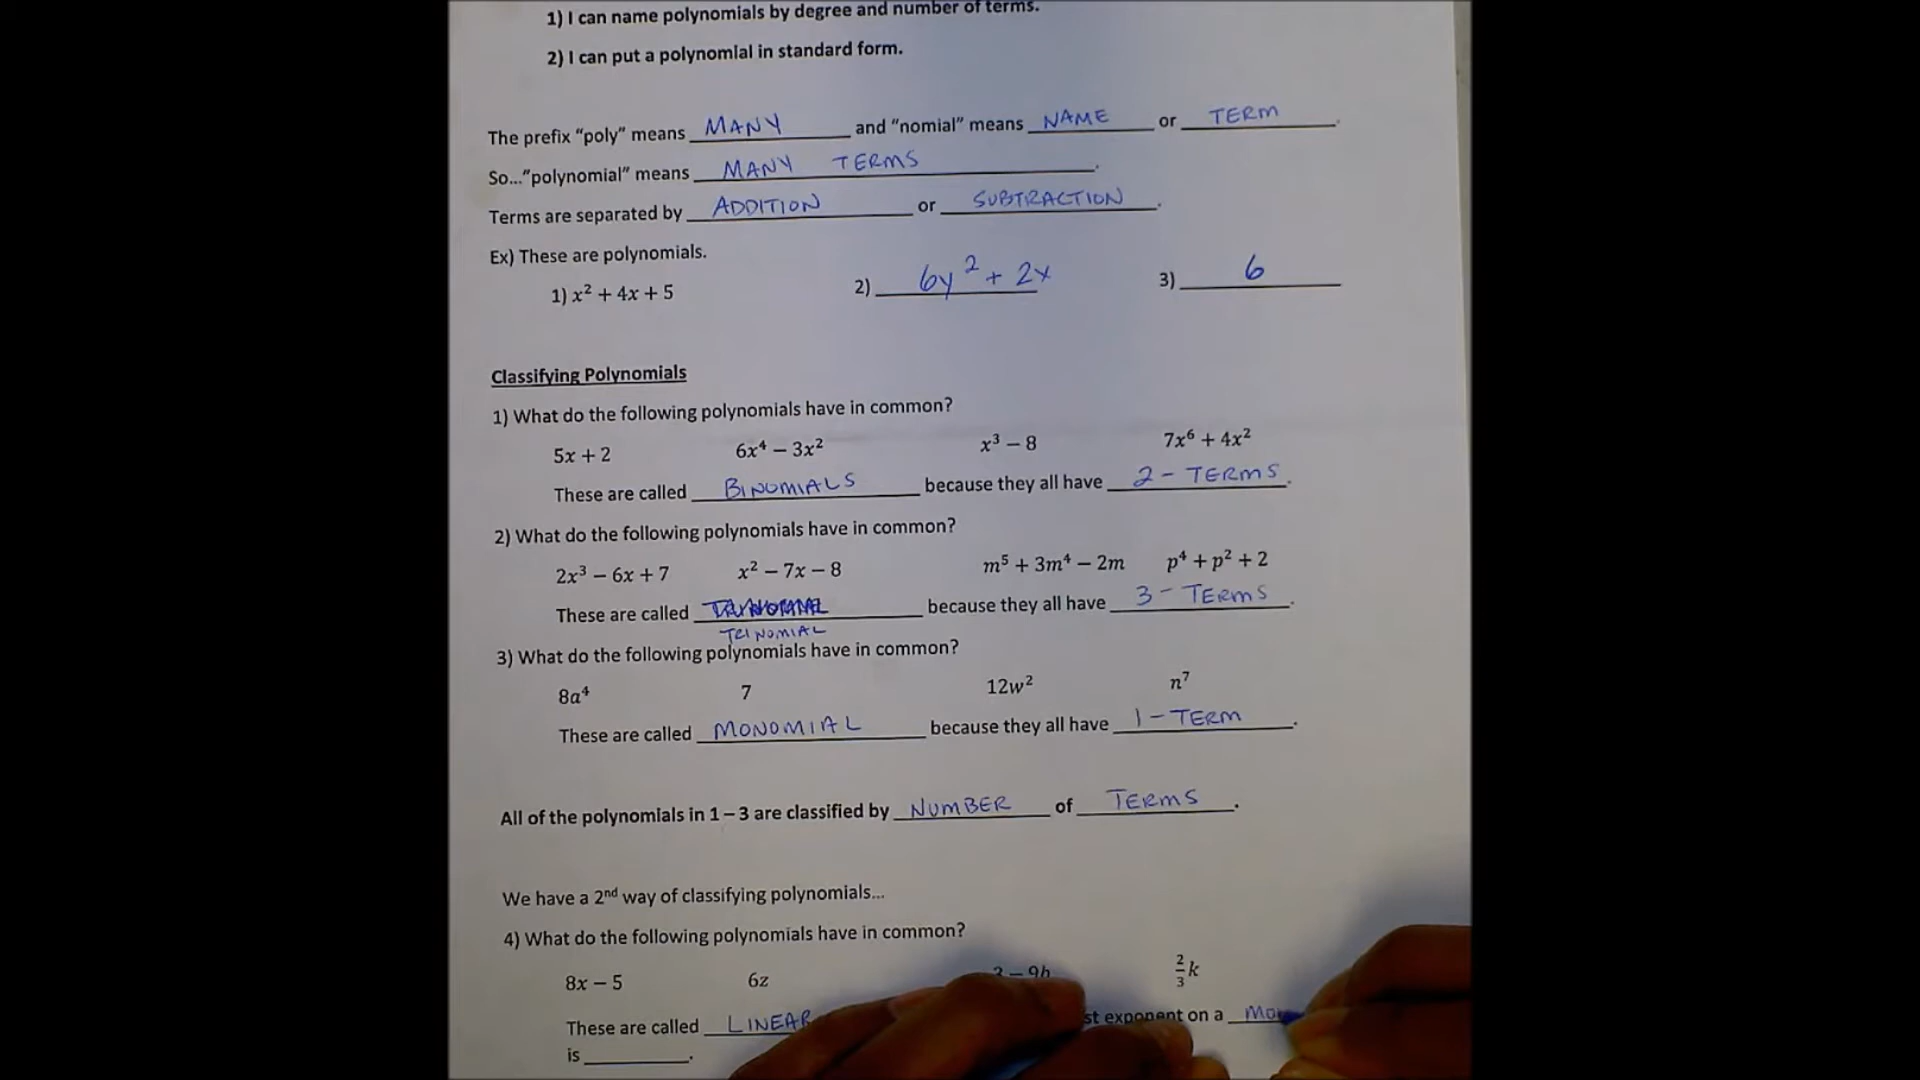 1) I can name polynomials by degree and number of terms.
2) I can put a polynomial in standard form.
The prefix “poly” means MANY and “nomial” means NAME or TERM.
So...”polynomial” means MANY TERMS.
Terms are separated by ADDITION or SUBTRACTION.
Ex) These are polynomials.
1) x² + 4x + 5 2) 6y² + 2x 3) 6
Classifying Polynomials
1) What do the following polynomials have in common?
5x + 2 6x⁴ − 3x² x³ − 8 7x⁶ + 4x²
These are called BINOMIALS because they all have 2 - TERMS.
2) What do the following polynomials have in common?
2x³ − 6x + 7 x² − 7x − 8 m⁵ + 3m⁴ − 2m p⁴ + p² + 2
These are called because they all have 3 - TERMS.
TRINOMIAL
3) What do the following polynomials have in common?
8a⁴ 7 12w² n⁷
These are called MONOMIAL because they all have 1 - TERM.
All of the polynomials in 1 – 3 are classified by NUMBER of TERMS.
We have a 2nd way of classifying polynomials...
4) What do the following polynomials have in common?
8x − 5 6z − 9h 2/3 k
These are called LINEAR exponent on a
is .